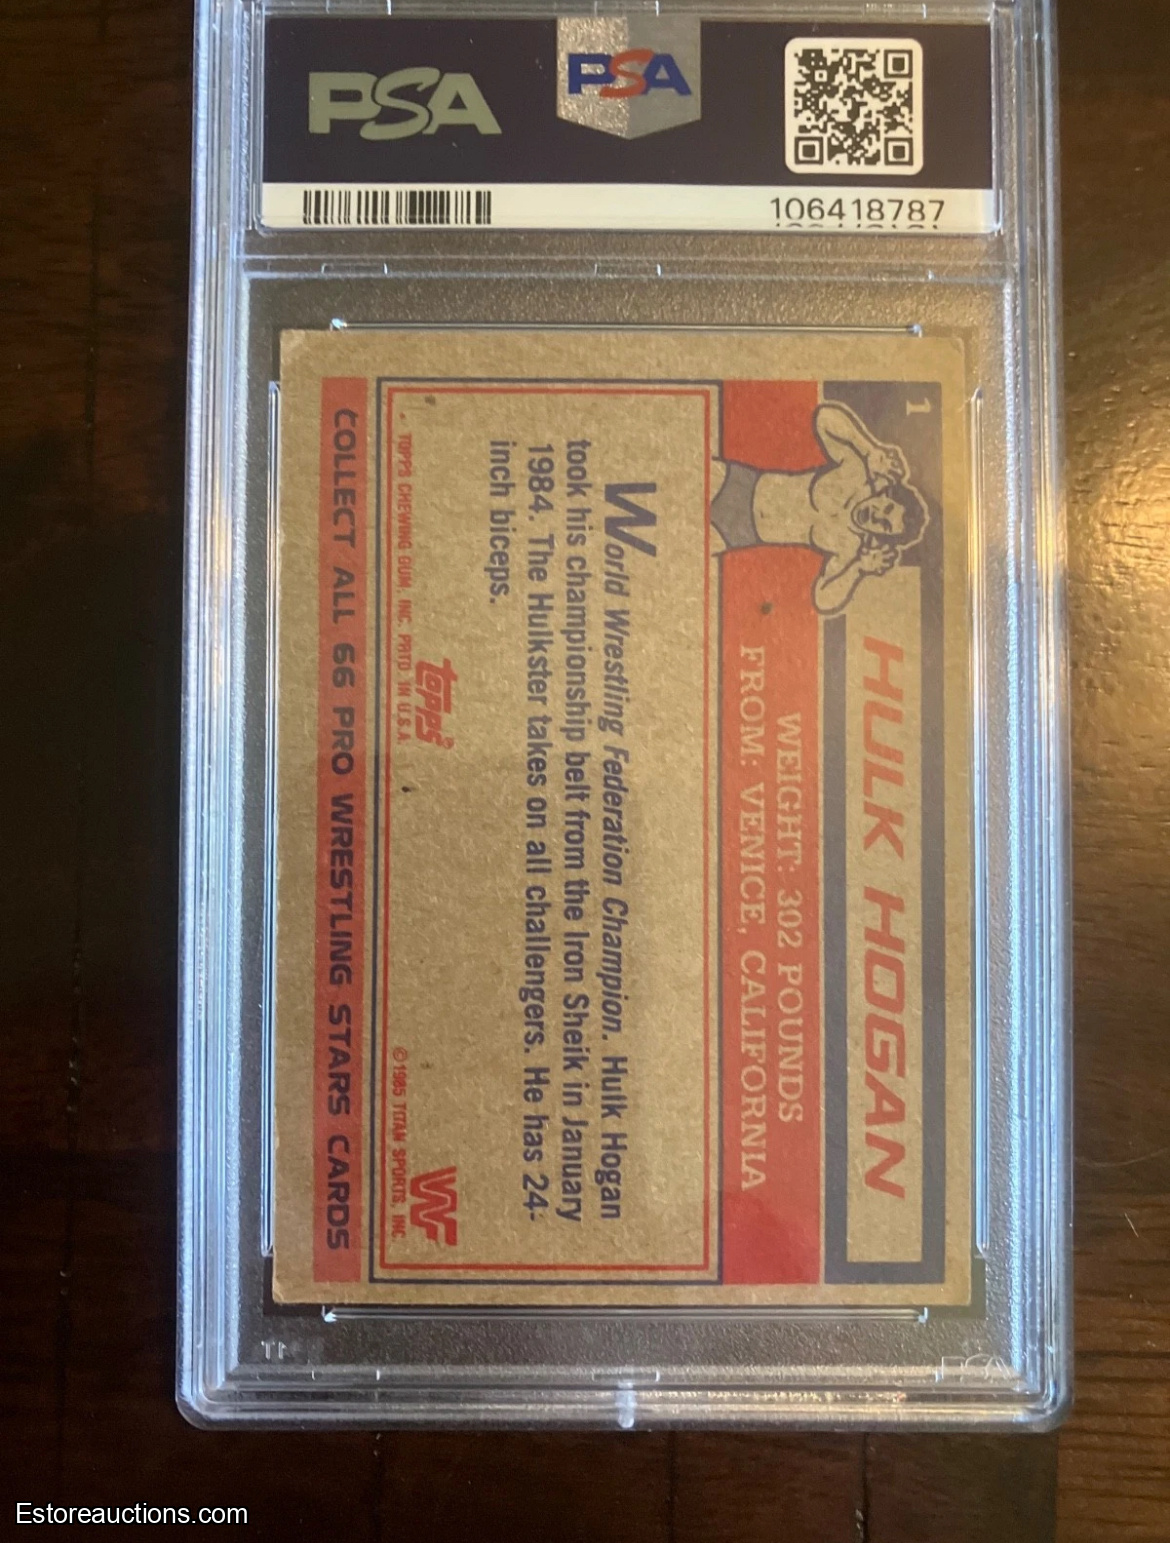 PSA
PSA
106418787
1
HULK HOGAN
WEIGHT: 302 POUNDS
FROM: VENICE, CALIFORNIA
World Wrestling Federation Champion. Hulk Hogan
took his championship belt from the Iron Sheik in January
1984. The Hulkster takes on all challengers. He has 24-
inch biceps.
topps
WF
TOPPS CHEWING GUM, INC. PRTD. IN U.S.A.
©1985 TITAN SPORTS, INC.
COLLECT ALL 66 PRO WRESTLING STARS CARDS
PSA
Estoreauctions.com